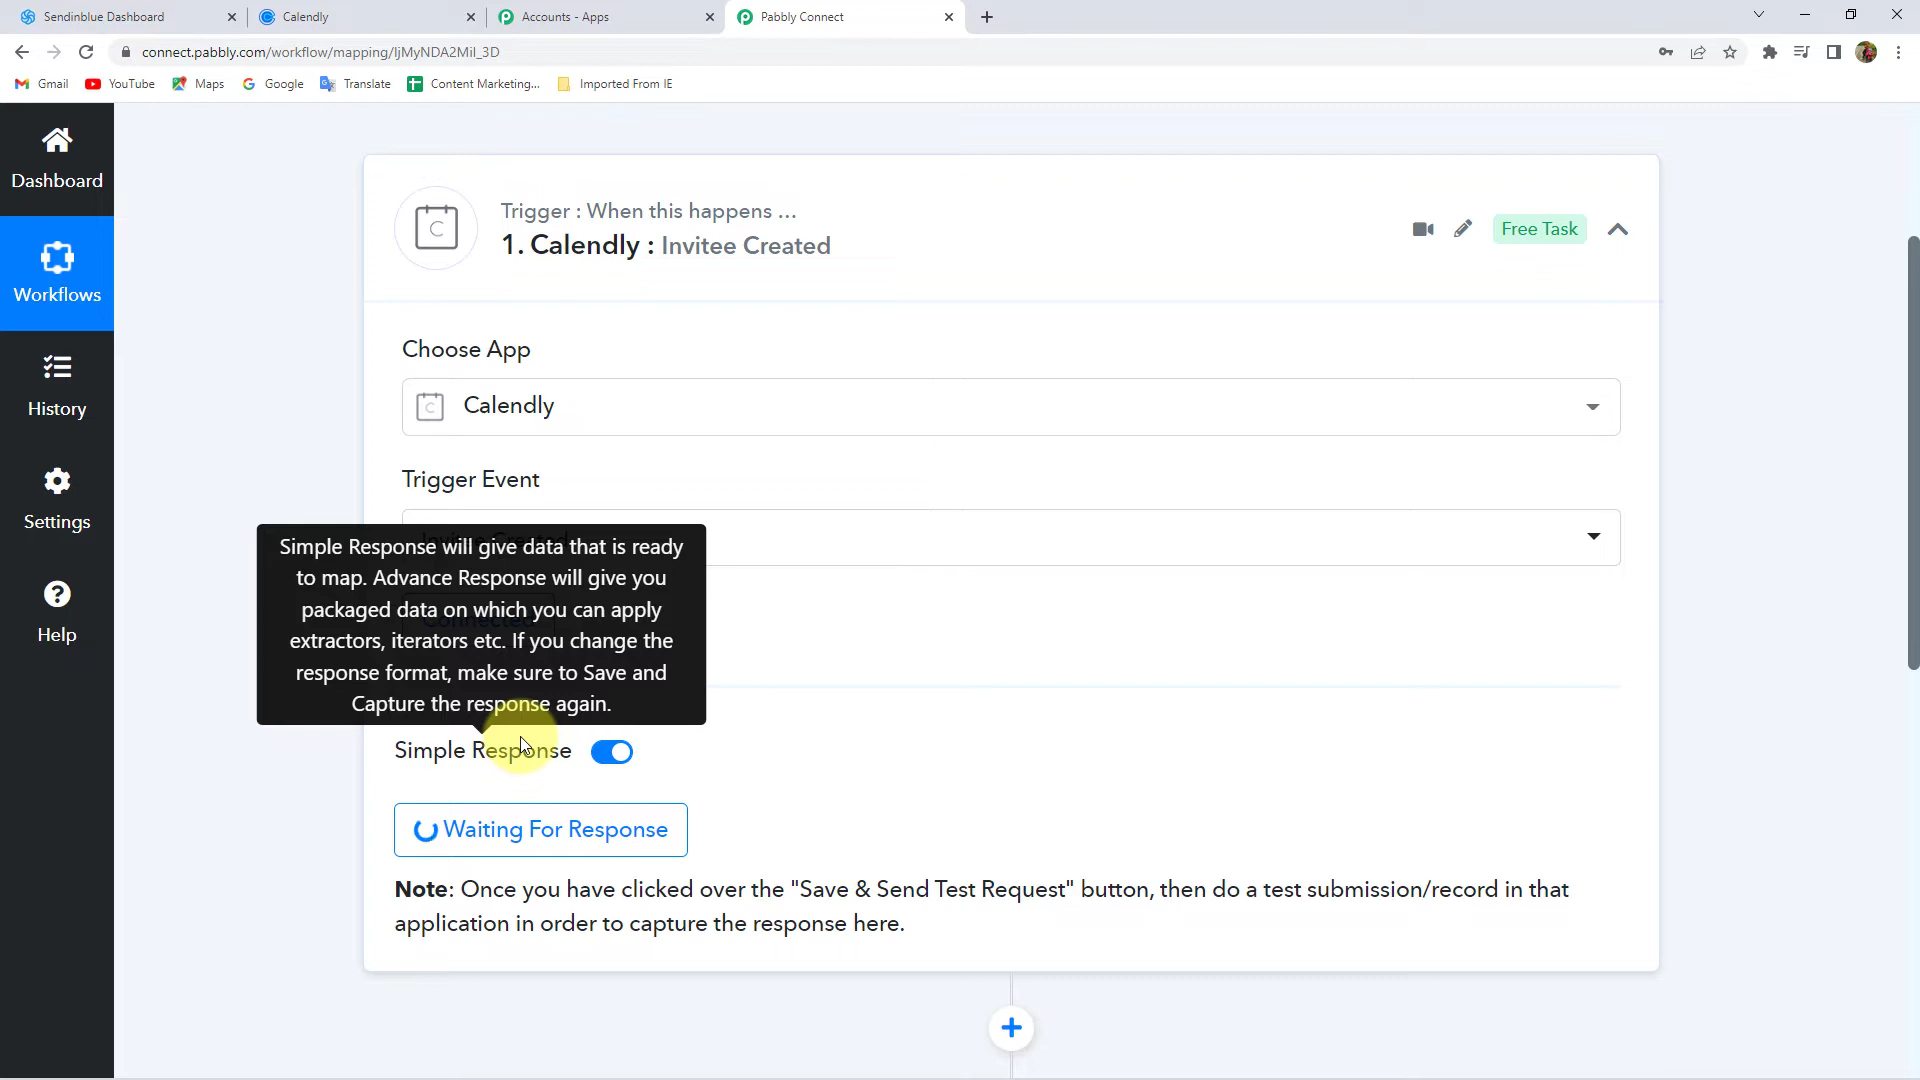 Sendinblue Dashboard
Calendly
Accounts - Apps
Pabbly Connect
connect.pabbly.com/workflow/mapping/IjMyNDA2MiI_3D
Gmail
YouTube
Maps
Google
Translate
Content Marketing...
Imported From IE
Dashboard
Workflows
History
Settings
Help
Trigger : When this happens ...
1. Calendly : Invitee Created
Free Task
Choose App
C
Calendly
Trigger Event
Invitee Created
Connected
Simple Response will give data that is ready
to map. Advance Response will give you
packaged data on which you can apply
extractors, iterators etc. If you change the
response format, make sure to Save and
Capture the response again.
Simple Response
Waiting For Response
Note: Once you have clicked over the "Save & Send Test Request" button, then do a test submission/record in that
application in order to capture the response here.